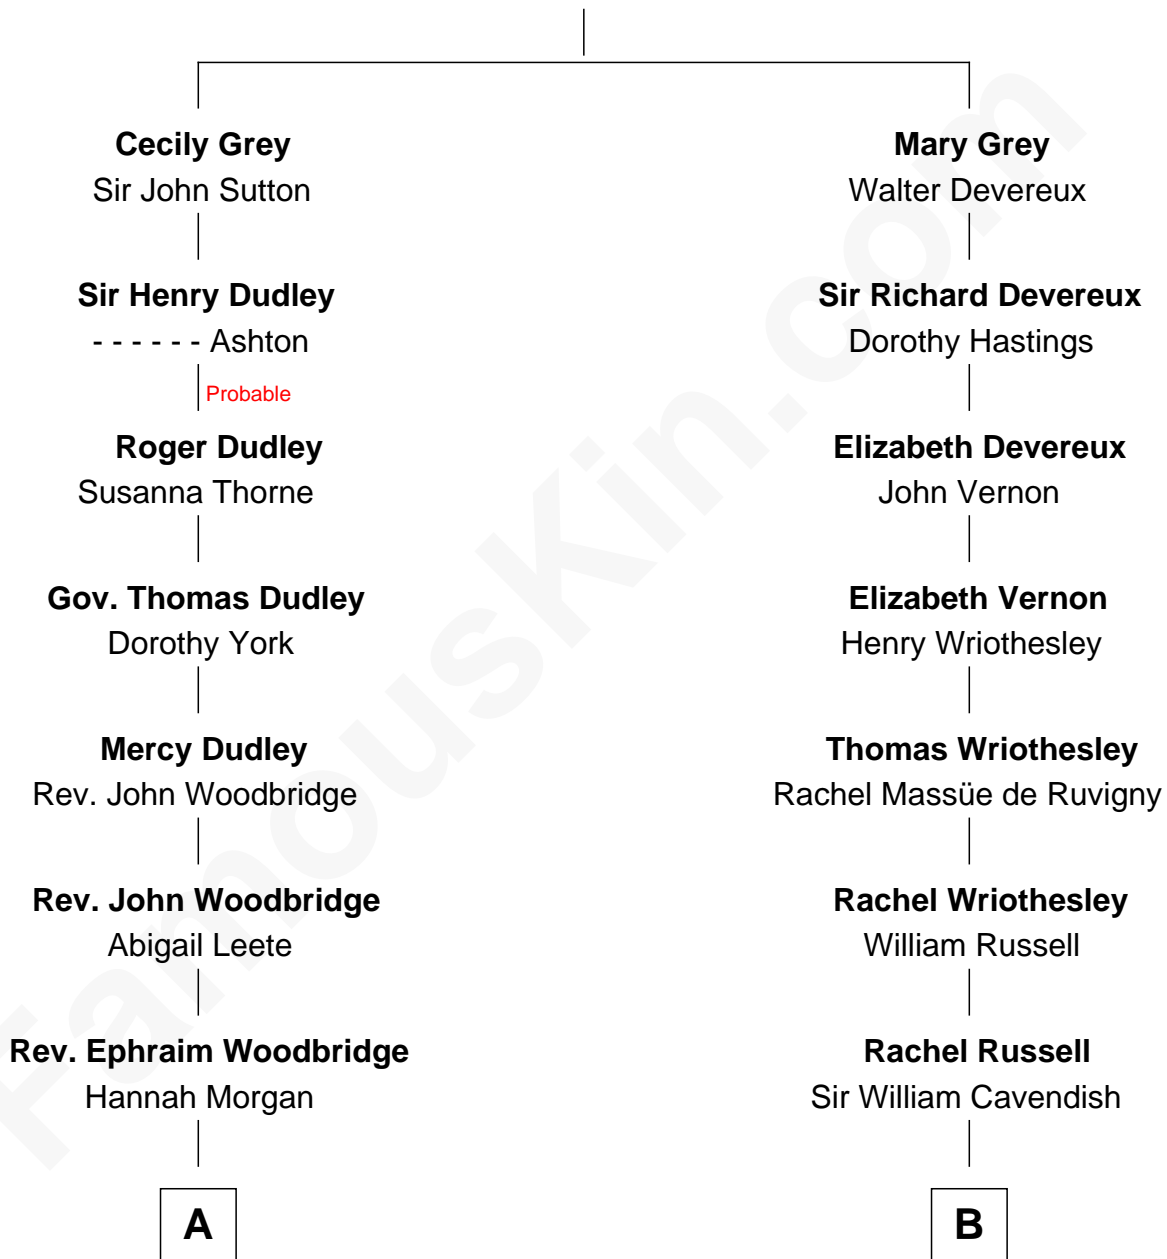 Cecily Grey
Sir John Sutton
Sir Henry Dudley
- - - - - - Ashton
Probable
Roger Dudley
Susanna Thorne
Gov. Thomas Dudley
Dorothy York
Mercy Dudley
Rev. John Woodbridge
Rev. John Woodbridge
Abigail Leete
Rev. Ephraim Woodbridge
Hannah Morgan
A
Mary Grey
Walter Devereux
Sir Richard Devereux
Dorothy Hastings
Elizabeth Devereux
John Vernon
Elizabeth Vernon
Henry Wriothesley
Thomas Wriothesley
Rachel Massüe de Ruvigny
Rachel Wriothesley
William Russell
Rachel Russell
Sir William Cavendish
B
FamousKin.com